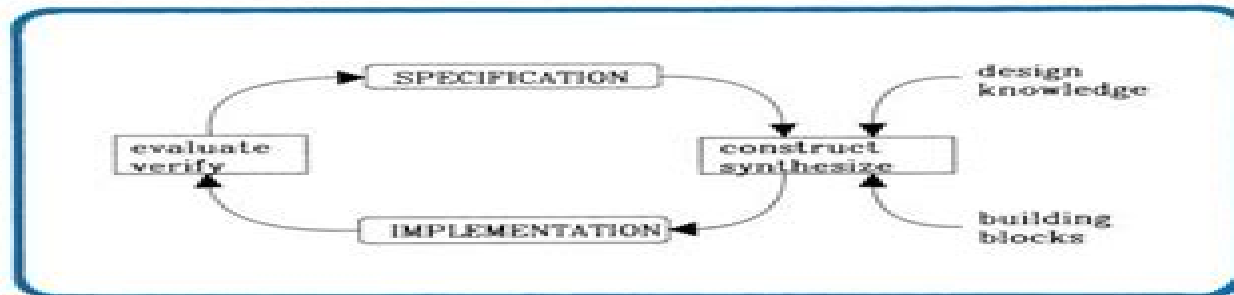 SPECIFICATION
design
knowledge
evaluate
verify
construct
synthesize
IMPLEMENTATION
building
blocks